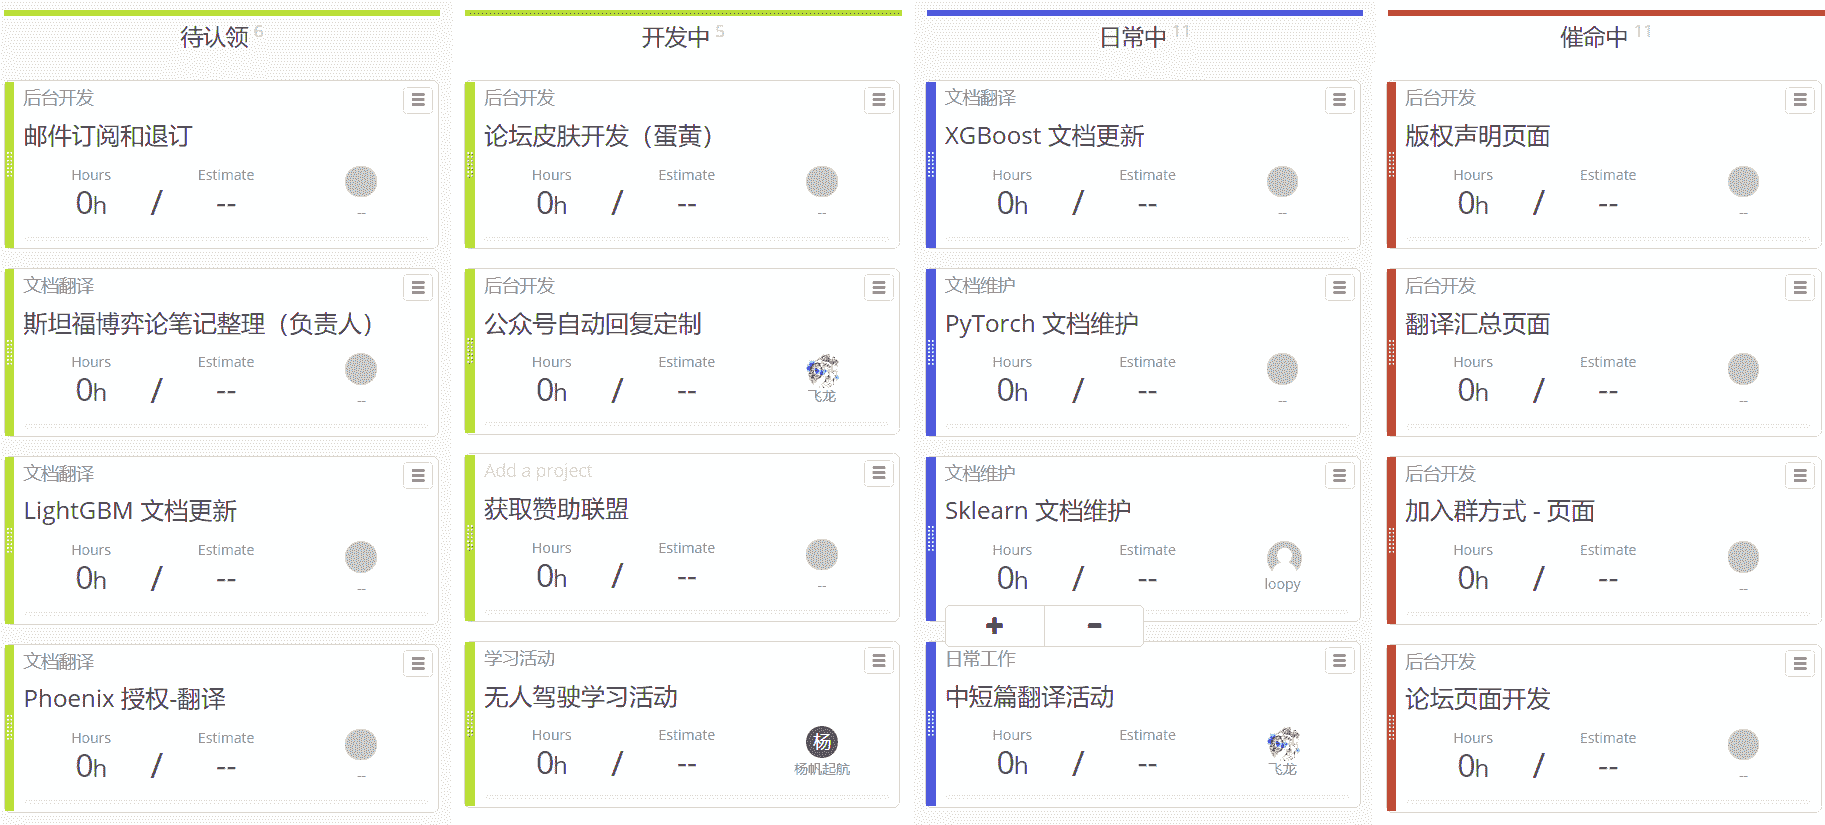 待认领 6
后台开发
邮件订阅和退订
Hours Estimate
0h / --
--
文档翻译
斯坦福博弈论笔记整理（负责人）
Hours Estimate
0h / --
--
文档翻译
LightGBM 文档更新
Hours Estimate
0h / --
--
文档翻译
Phoenix 授权-翻译
Hours Estimate
0h / --
--
开发中 5
后台开发
论坛皮肤开发（蛋黄）
Hours Estimate
0h / --
--
后台开发
公众号自动回复定制
Hours Estimate
0h / --
飞龙
Add a project
获取赞助联盟
Hours Estimate
0h / --
--
学习活动
无人驾驶学习活动
Hours Estimate
0h / --
杨
杨帆起航
日常中 11
文档翻译
XGBoost 文档更新
Hours Estimate
0h / --
--
文档维护
PyTorch 文档维护
Hours Estimate
0h / --
--
文档维护
Sklearn 文档维护
Hours Estimate
0h / --
loopy
+ -
日常工作
中短篇翻译活动
Hours Estimate
0h / --
飞龙
催命中 11
后台开发
版权声明页面
Hours Estimate
0h / --
--
后台开发
翻译汇总页面
Hours Estimate
0h / --
--
后台开发
加入群方式 - 页面
Hours Estimate
0h / --
--
后台开发
论坛页面开发
Hours Estimate
0h / --
--